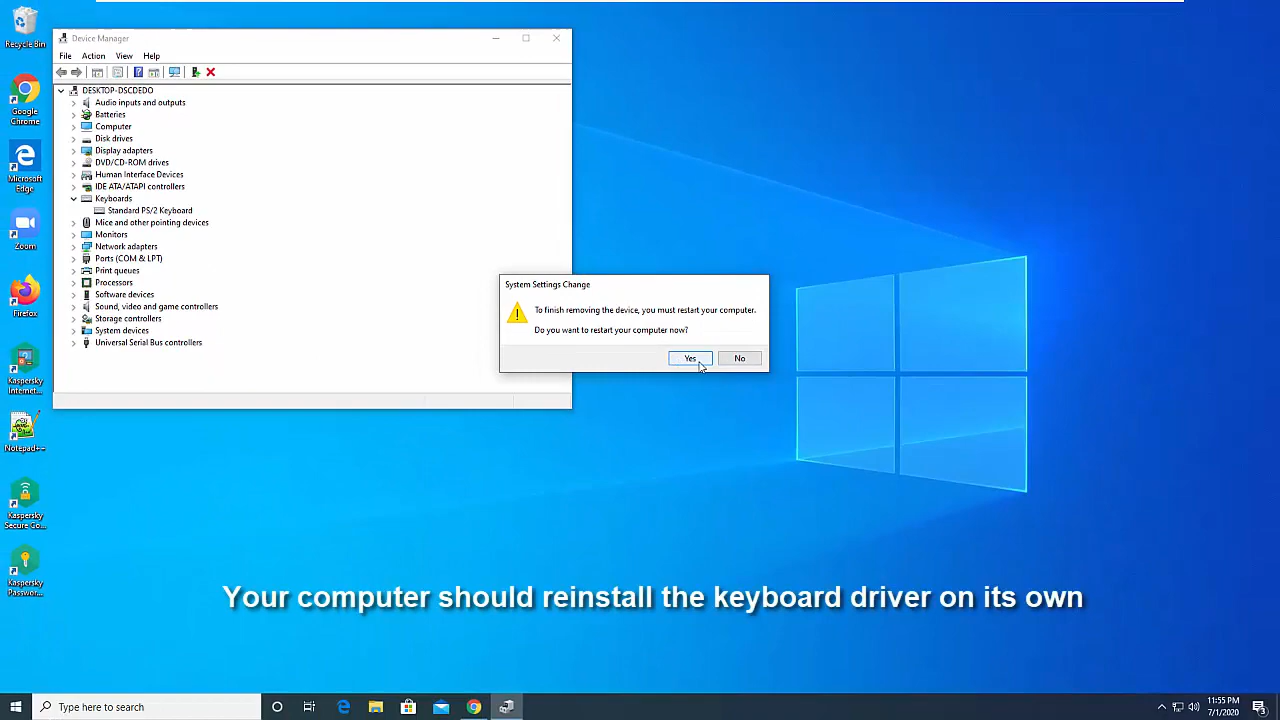 Recycle Bin
Google
Chrome
Microsoft
Edge
Zoom
Firefox
Kaspersky
Internet...
Notepad++
Kaspersky
Secure Co...
Kaspersky
Passwor...
Device Manager
File Action View Help
DESKTOP-DSCDEDO
Audio inputs and outputs
Batteries
Computer
Disk drives
Display adapters
DVD/CD-ROM drives
Human Interface Devices
IDE ATA/ATAPI controllers
Keyboards
Standard PS/2 Keyboard
Mice and other pointing devices
Monitors
Network adapters
Ports (COM & LPT)
Print queues
Processors
Software devices
Sound, video and game controllers
Storage controllers
System devices
Universal Serial Bus controllers
System Settings Change
To finish removing the device, you must restart your computer.
Do you want to restart your computer now?
Yes No
Your computer should reinstall the keyboard driver on its own
Type here to search
11:55 PM
7/1/2020